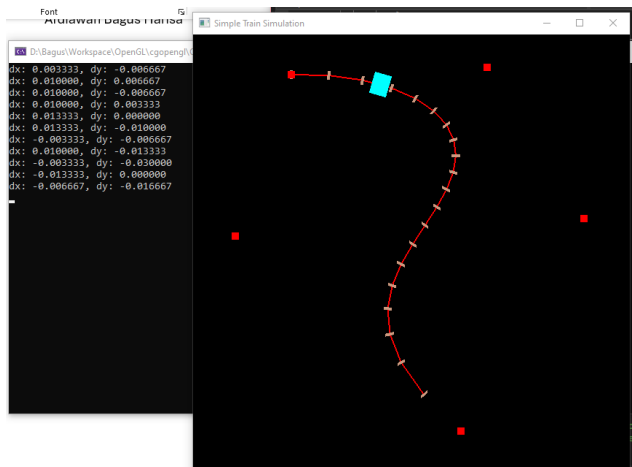 Font
Ardiawan Bagus Harisa
Simple Train Simulation
D:\Bagus\Workspace\OpenGL\cgopengl\
dx: 0.003333, dy: -0.006667
dx: 0.010000, dy: 0.006667
dx: 0.010000, dy: -0.006667
dx: 0.010000, dy: 0.003333
dx: 0.013333, dy: 0.000000
dx: 0.013333, dy: -0.010000
dx: -0.003333, dy: -0.006667
dx: 0.010000, dy: -0.013333
dx: -0.003333, dy: -0.030000
dx: -0.013333, dy: 0.000000
dx: -0.006667, dy: -0.016667